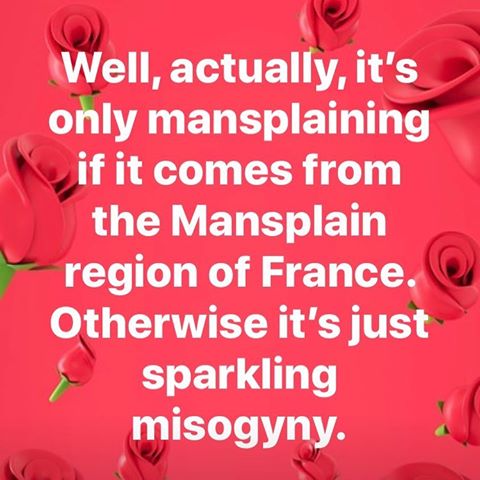 Well, actually, it’s
only mansplaining
if it comes from
the Mansplain
region of France.
Otherwise it’s just
sparkling
misogyny.